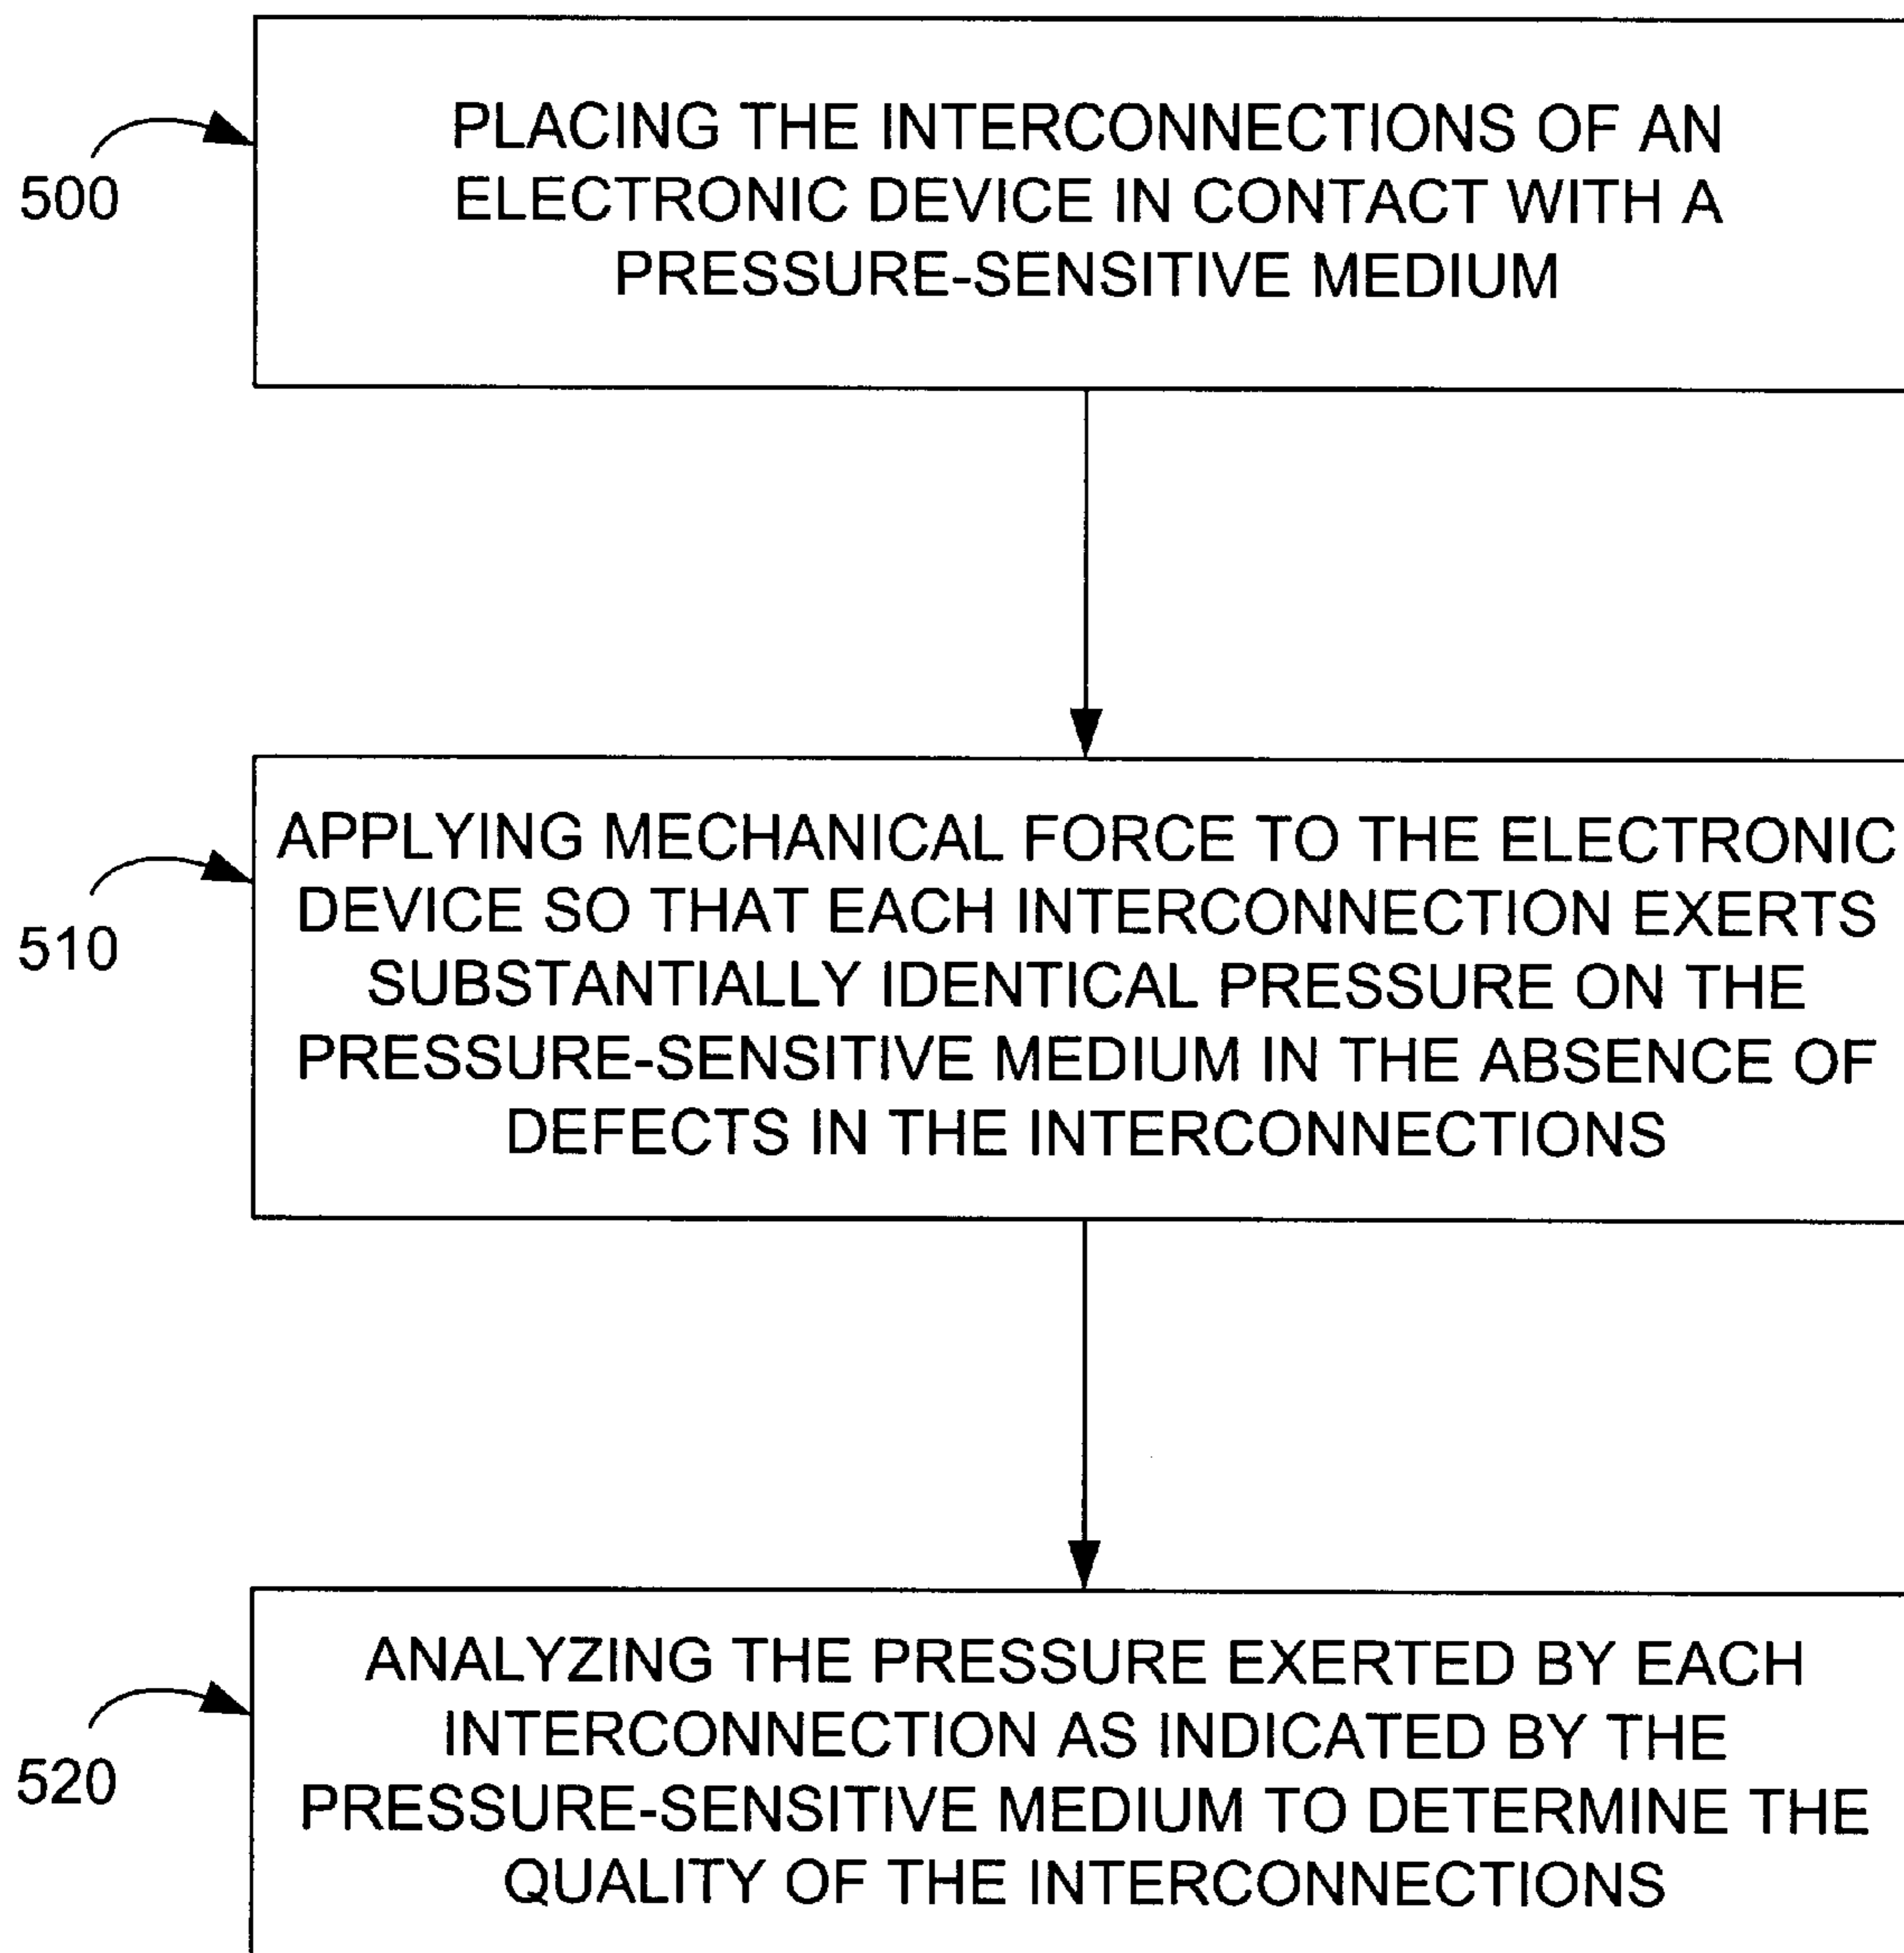 500
PLACING THE INTERCONNECTIONS OF AN
ELECTRONIC DEVICE IN CONTACT WITH A
PRESSURE-SENSITIVE MEDIUM
510
APPLYING MECHANICAL FORCE TO THE ELECTRONIC
DEVICE SO THAT EACH INTERCONNECTION EXERTS
SUBSTANTIALLY IDENTICAL PRESSURE ON THE
PRESSURE-SENSITIVE MEDIUM IN THE ABSENCE OF
DEFECTS IN THE INTERCONNECTIONS
520
ANALYZING THE PRESSURE EXERTED BY EACH
INTERCONNECTION AS INDICATED BY THE
PRESSURE-SENSITIVE MEDIUM TO DETERMINE THE
QUALITY OF THE INTERCONNECTIONS